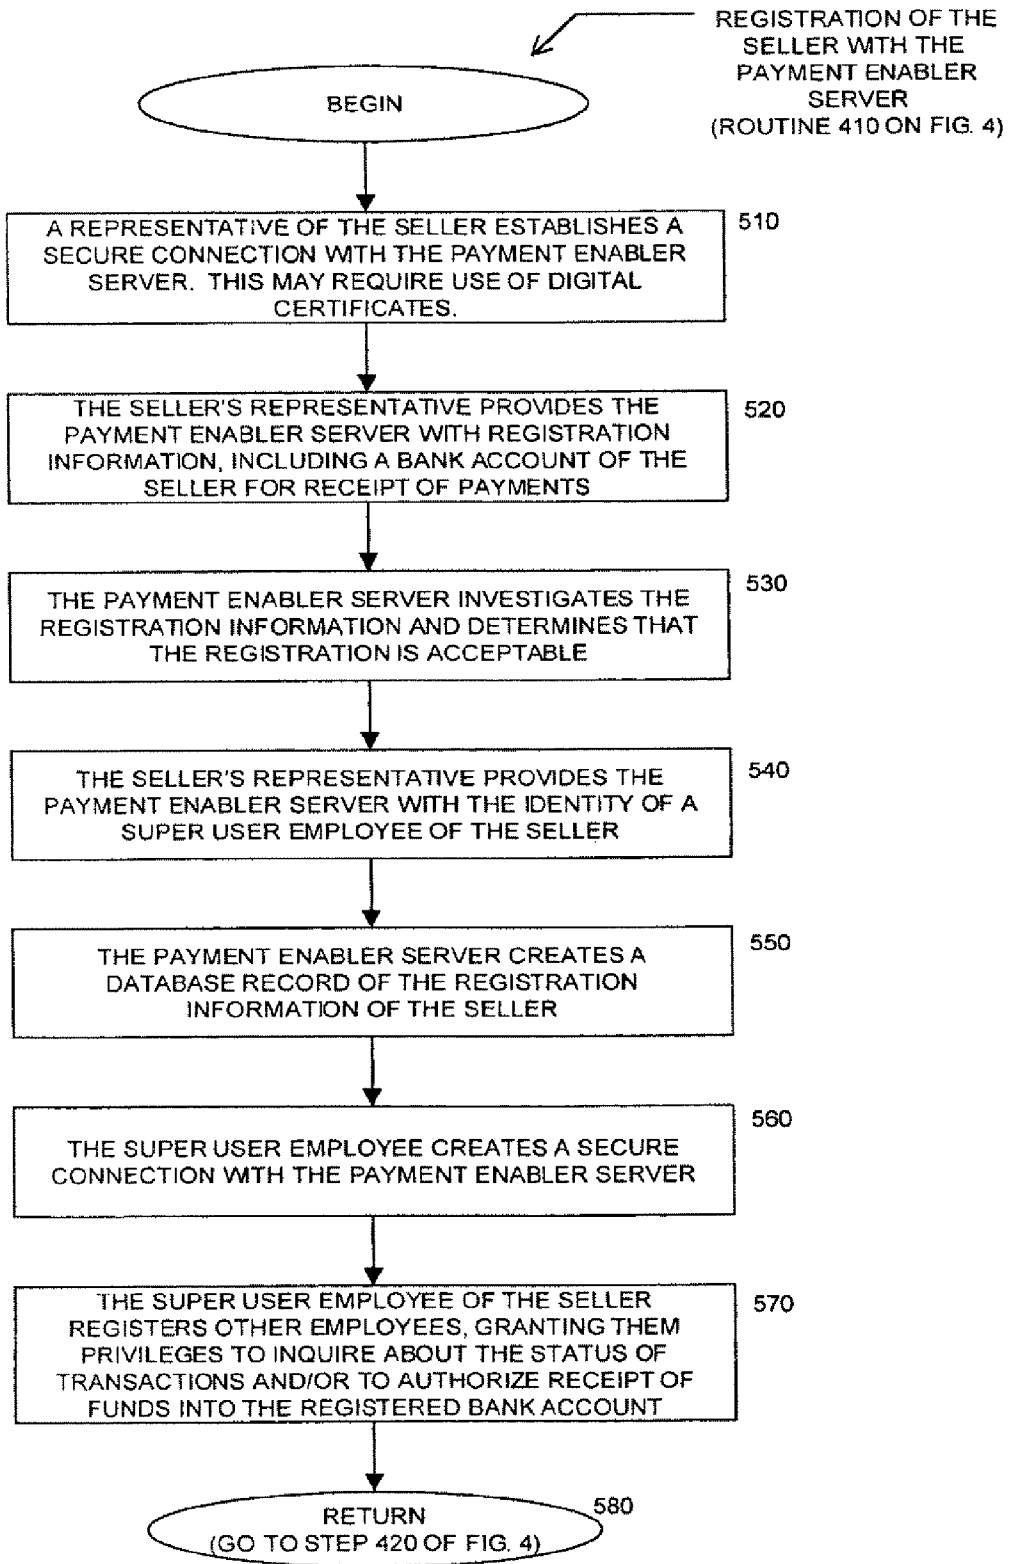 REGISTRATION OF THE
SELLER WITH THE
PAYMENT ENABLER
SERVER
(ROUTINE 410 ON FIG. 4)
BEGIN
510
A REPRESENTATIVE OF THE SELLER ESTABLISHES A
SECURE CONNECTION WITH THE PAYMENT ENABLER
SERVER. THIS MAY REQUIRE USE OF DIGITAL
CERTIFICATES.
520
THE SELLER'S REPRESENTATIVE PROVIDES THE
PAYMENT ENABLER SERVER WITH REGISTRATION
INFORMATION, INCLUDING A BANK ACCOUNT OF THE
SELLER FOR RECEIPT OF PAYMENTS
530
THE PAYMENT ENABLER SERVER INVESTIGATES THE
REGISTRATION INFORMATION AND DETERMINES THAT
THE REGISTRATION IS ACCEPTABLE
540
THE SELLER'S REPRESENTATIVE PROVIDES THE
PAYMENT ENABLER SERVER WITH THE IDENTITY OF A
SUPER USER EMPLOYEE OF THE SELLER
550
THE PAYMENT ENABLER SERVER CREATES A
DATABASE RECORD OF THE REGISTRATION
INFORMATION OF THE SELLER
560
THE SUPER USER EMPLOYEE CREATES A SECURE
CONNECTION WITH THE PAYMENT ENABLER SERVER
570
THE SUPER USER EMPLOYEE OF THE SELLER
REGISTERS OTHER EMPLOYEES, GRANTING THEM
PRIVILEGES TO INQUIRE ABOUT THE STATUS OF
TRANSACTIONS AND/OR TO AUTHORIZE RECEIPT OF
FUNDS INTO THE REGISTERED BANK ACCOUNT
580
RETURN
(GO TO STEP 420 OF FIG. 4)